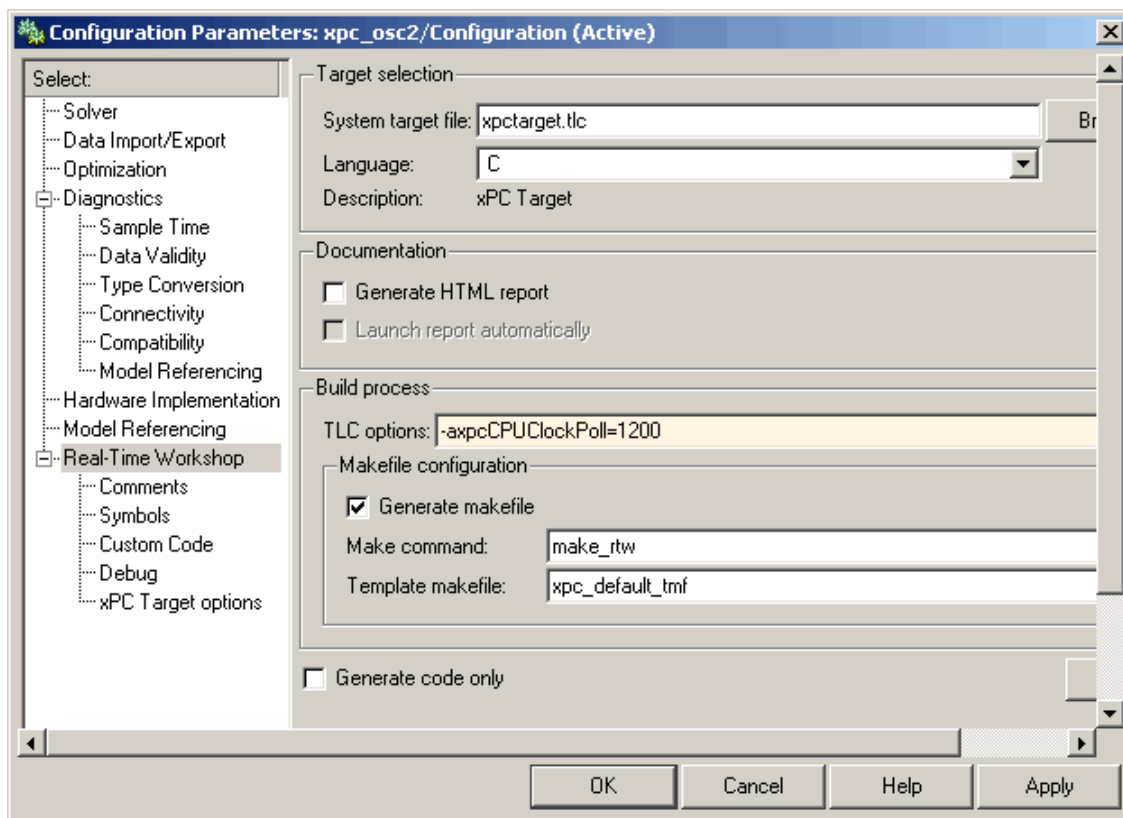 Configuration Parameters: xpc_osc2/Configuration (Active)
Select:
Solver
Data Import/Export
Optimization
Diagnostics
Sample Time
Data Validity
Type Conversion
Connectivity
Compatibility
Model Referencing
Hardware Implementation
Model Referencing
Real-Time Workshop
Comments
Symbols
Custom Code
Debug
xPC Target options
Target selection
System target file: xpctarget.tlc Br
Language: C
Description: xPC Target
Documentation
Generate HTML report
Launch report automatically
Build process
TLC options: -axpcCPUClockPoll=1200
Makefile configuration
Generate makefile
Make command: make_rtw
Template makefile: xpc_default_tmf
Generate code only
OK Cancel Help Apply